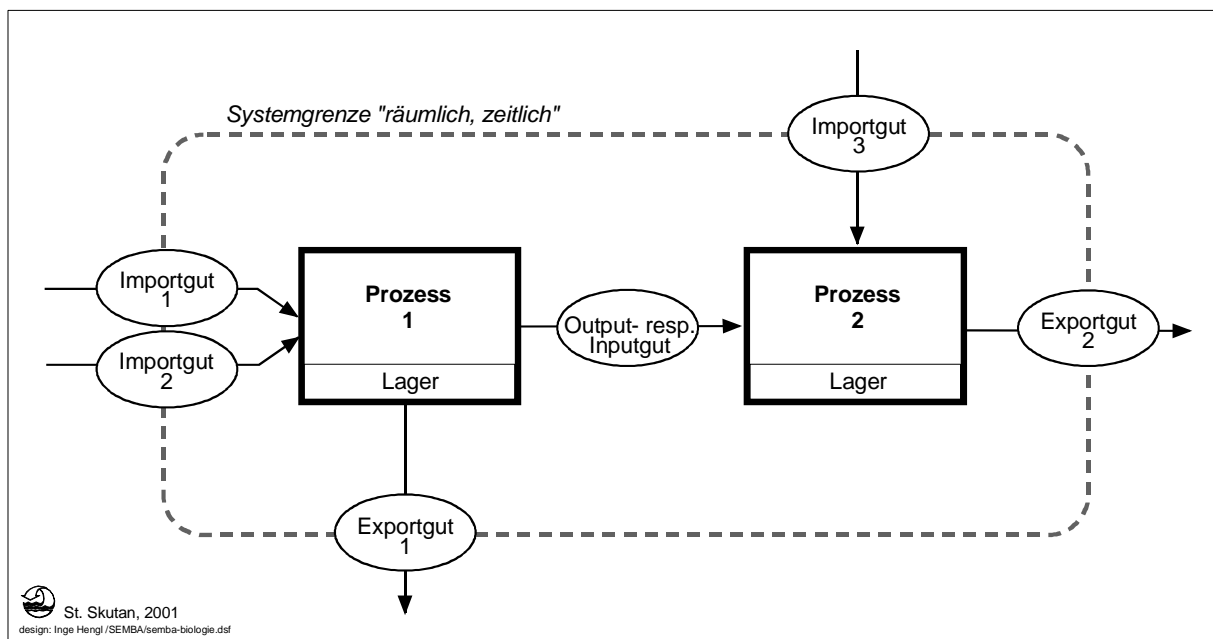 Systemgrenze "räumlich, zeitlich"
Importgut
3
Importgut
1
Importgut
2
Prozess
1
Lager
Output- resp.
Inputgut
Prozess
2
Lager
Exportgut
2
Exportgut
1
St. Skutan, 2001
design: Inge Hengl /SEMBA/semba-biologie.dsf